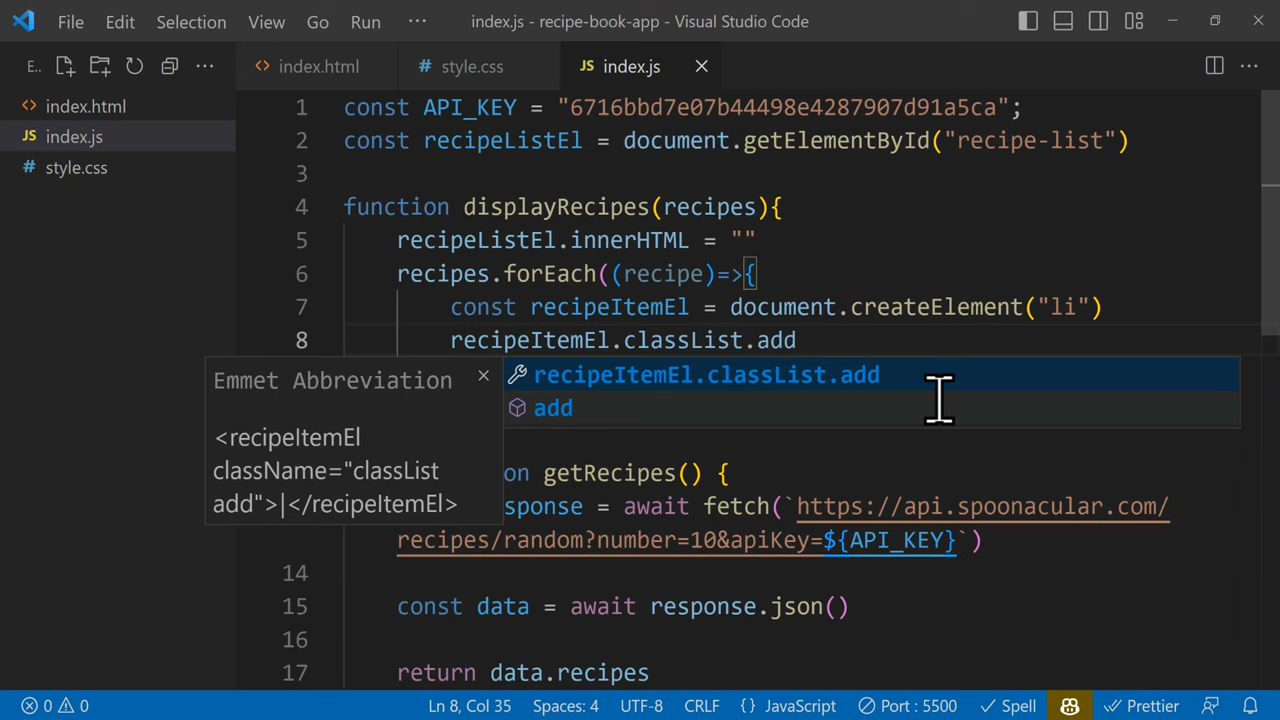 File Edit Selection View Go Run ··· index.js - recipe-book-app - Visual Studio Code
E... ··· <> index.html # style.css JS index.js ···
<> index.html
JS index.js
# style.css
1 const API_KEY = "6716bbd7e07b44498e4287907d91a5ca";
2 const recipeListEl = document.getElementById("recipe-list")
3
4 function displayRecipes(recipes){
5 recipeListEl.innerHTML = ""
6 recipes.forEach((recipe)=>{
7 const recipeItemEl = document.createElement("li")
8 recipeItemEl.classList.add
Emmet Abbreviation
<recipeItemEl
className="classList
add">|</recipeItemEl>
recipeItemEl.classList.add
add
on getRecipes() {
esponse = await fetch(`https://api.spoonacular.com/
recipes/random?number=10&apiKey=${API_KEY}`)
14
15 const data = await response.json()
16
17 return data.recipes
0 0 Ln 8, Col 35 Spaces: 4 UTF-8 CRLF {} JavaScript Port : 5500 Spell Prettier